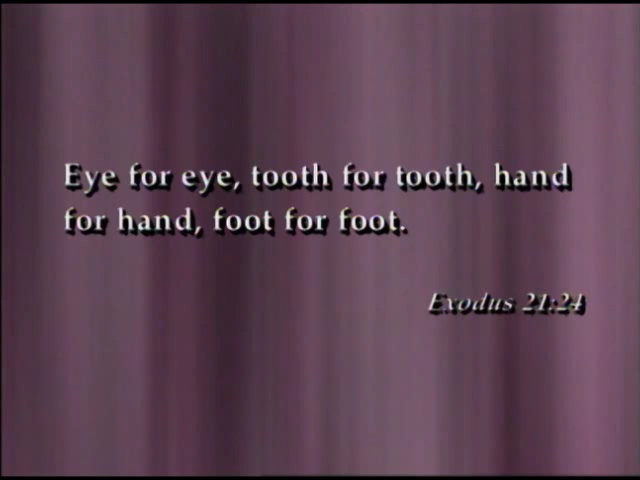 Eye for eye, tooth for tooth, hand
for hand, foot for foot.
Exodus 21:24